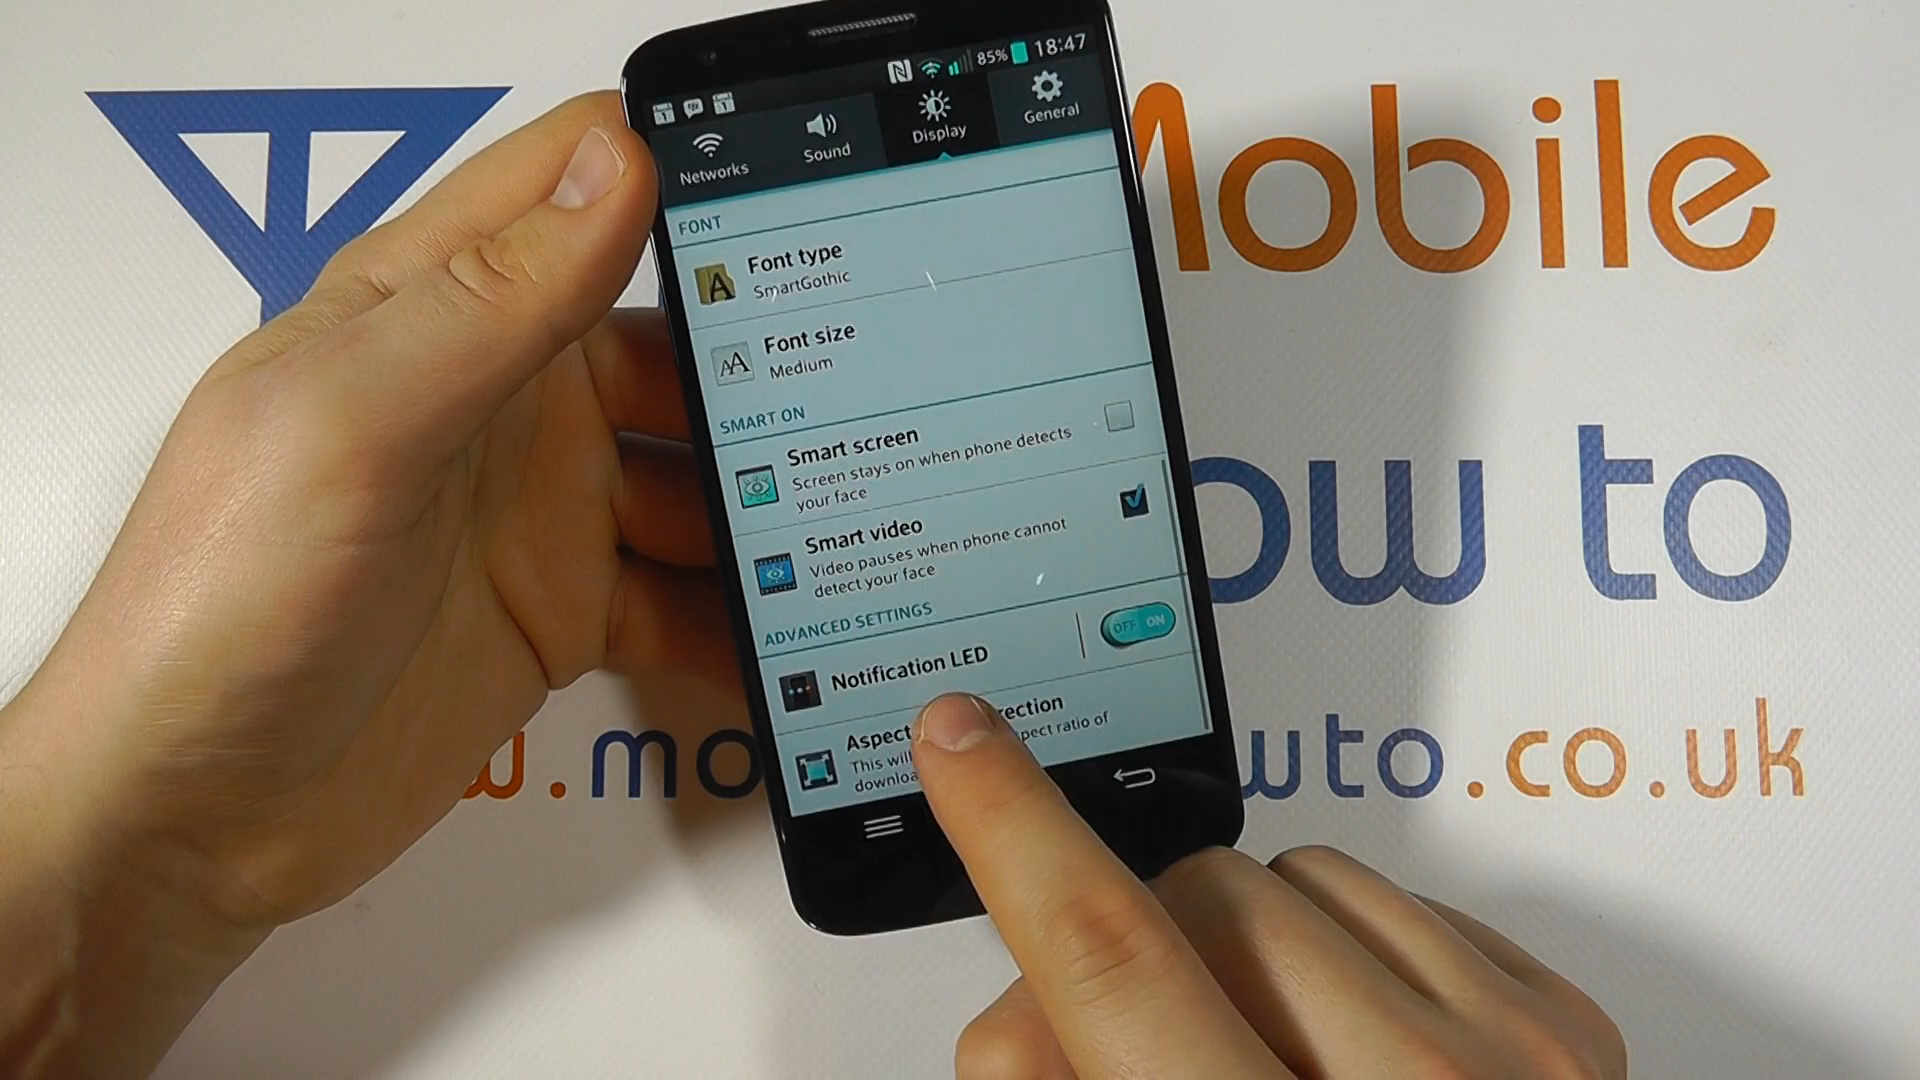 85% 18:47
Networks
Sound
Display
General
FONT
Font type
SmartGothic
Font size
Medium
SMART ON
Smart screen
Screen stays on when phone detects
your face
Smart video
Video pauses when phone cannot
detect your face
ADVANCED SETTINGS
Notification LED
OFF ON
Aspect rection
This will pect ratio of
downloa
Mobile
ow to
w.mo wto.co.uk